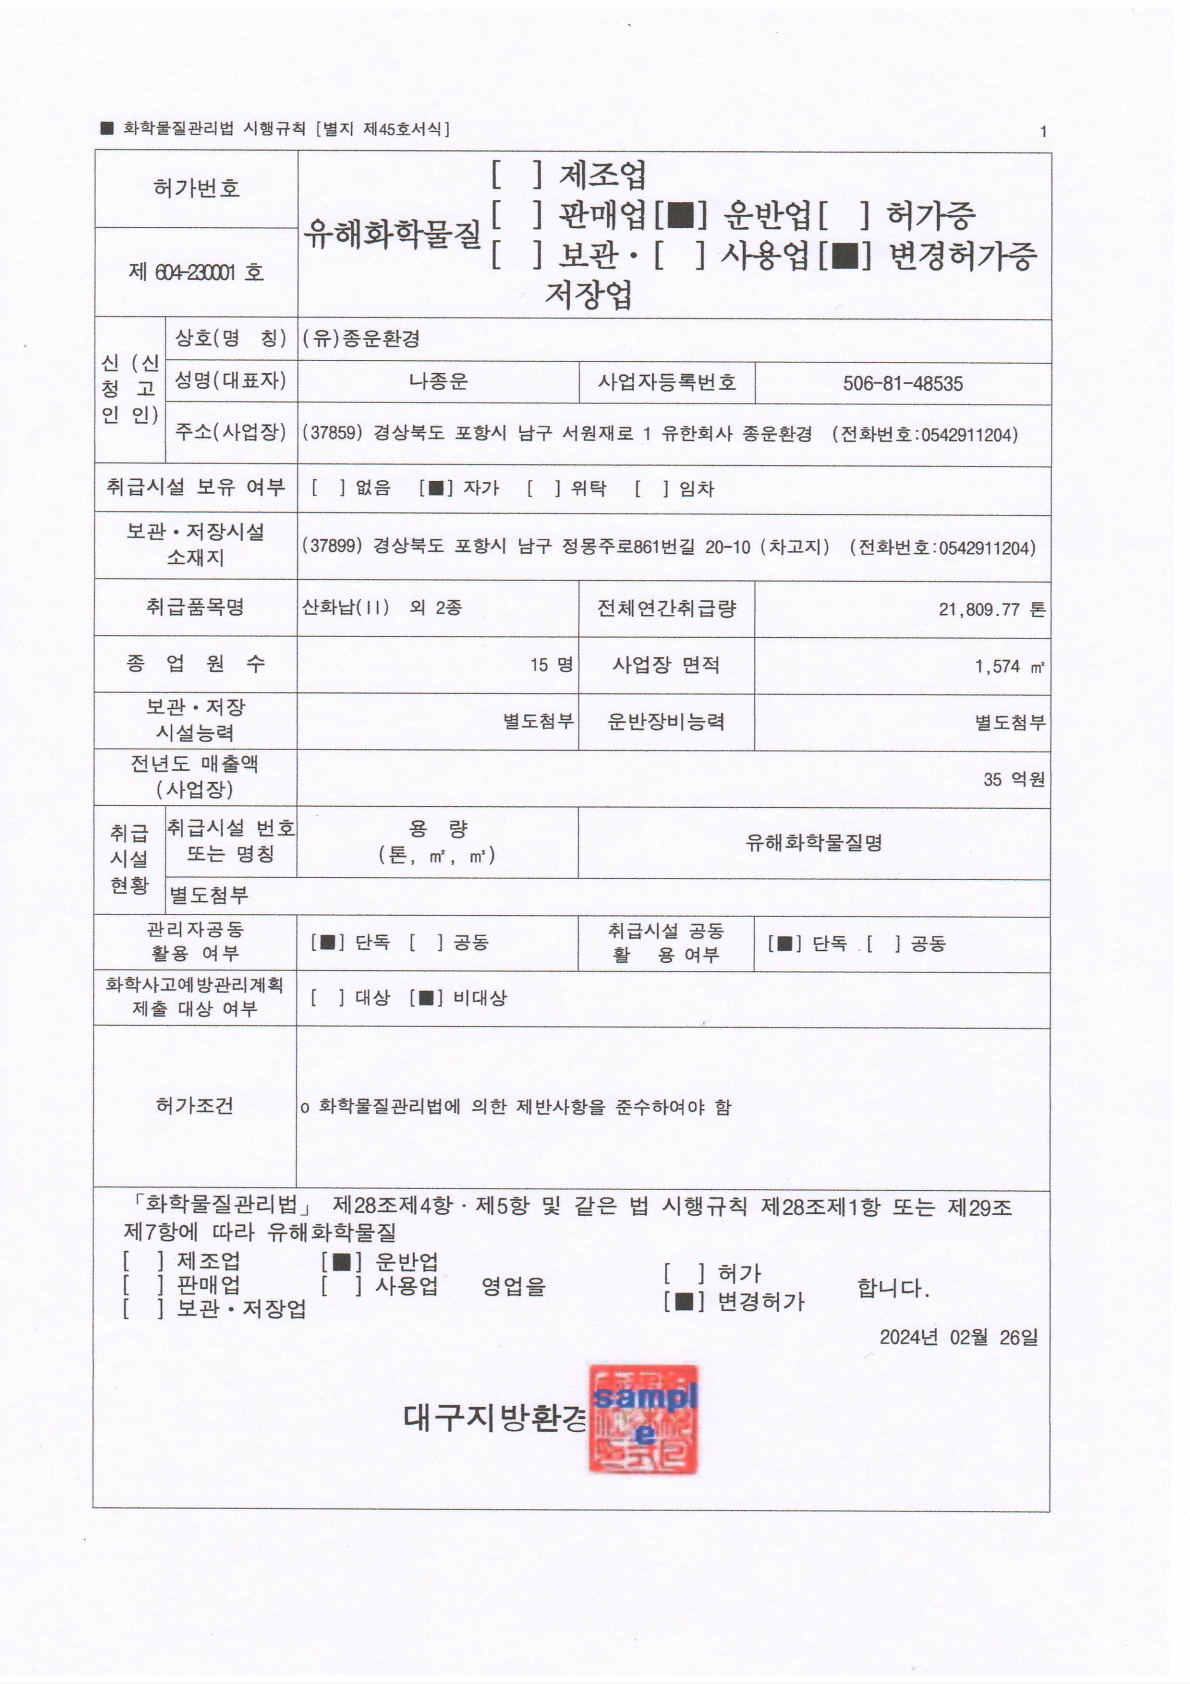 ■ 화학물질관리법 시행규칙 [별지 제45호서식]
1
허가번호
제 604-230001 호
유해화학물질
[ ] 제조업
[ ] 판매업 [■] 운반업 [ ] 허가증
[ ] 보관·[ ] 사용업 [■] 변경허가증
저장업
신 (신
청 고
인 인)
상호(명 칭) (유)종운환경
성명(대표자) 나종운 사업자등록번호 506-81-48535
주소(사업장) (37859) 경상북도 포항시 남구 서원재로 1 유한회사 종운환경 (전화번호:0542911204)
취급시설 보유 여부 [ ] 없음 [■] 자가 [ ] 위탁 [ ] 임차
보관·저장시설
소재지
(37899) 경상북도 포항시 남구 정몽주로861번길 20-10 (차고지) (전화번호:0542911204)
취급품목명 산화납(II) 외 2종 전체연간취급량 21,809.77 톤
종 업 원 수 15 명 사업장 면적 1,574 ㎡
보관·저장
시설능력
별도첨부 운반장비능력 별도첨부
전년도 매출액
(사업장)
35 억원
취급
시설
현황
취급시설 번호
또는 명칭
용 량
(톤, ㎡, ㎥)
유해화학물질명
별도첨부
관리자공동
활용 여부
[■] 단독 [ ] 공동
취급시설 공동
활 용 여부
[■] 단독 [ ] 공동
화학사고예방관리계획
제출 대상 여부
[ ] 대상 [■] 비대상
허가조건
o 화학물질관리법에 의한 제반사항을 준수하여야 함
「화학물질관리법」 제28조제4항·제5항 및 같은 법 시행규칙 제28조제1항 또는 제29조
제7항에 따라 유해화학물질
[ ] 제조업 [■] 운반업
[ ] 판매업 [ ] 사용업 영업을
[ ] 보관·저장업
[ ] 허가
[■] 변경허가
합니다.
2024년 02월 26일
대구지방환경
sampl
e